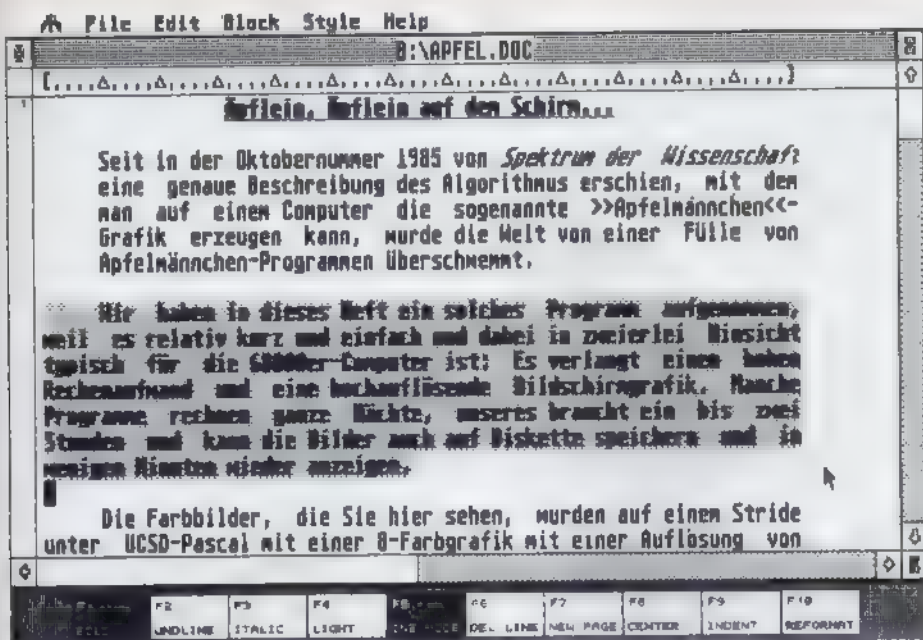 File Edit Block Style Help
B:\APFEL.DOC
auf den Schirm...
Seit in der Oktobernummer 1985 von Spektrum der Wissenschaft
eine genaue Beschreibung des Algorithmus erschien, mit dem
man auf einem Computer die sogenannte >>Apfelmännchen<<-
Grafik erzeugen kann, wurde die Welt von einer Fülle von
Apfelmännchen-Programmen überschwemmt.
Wir haben in dieses Heft ein solches Programm aufgenommen,
weil es relativ kurz und einfach und dabei in zweierlei Hinsicht
typisch für die 68000er-Computer ist: Es verlangt einen hohen
Rechenaufwand und eine hochauflösende Bildschirmgrafik. Manche
Programme rechnen ganze Nächte, unseres braucht ein bis zwei
Stunden und kann die Bilder auch auf Diskette speichern und in
wenigen Minuten wieder anzeigen.
Die Farbbilder, die Sie hier sehen, wurden auf einem Stride
unter UCSD-Pascal mit einer 8-Farbgrafik mit einer Auflösung von
F2 F3 F4 F6 F7 F8 F9 F10
UNDLINE ITALIC LIGHT DEL LINE NEW PAGE CENTER INDENT REFORMAT